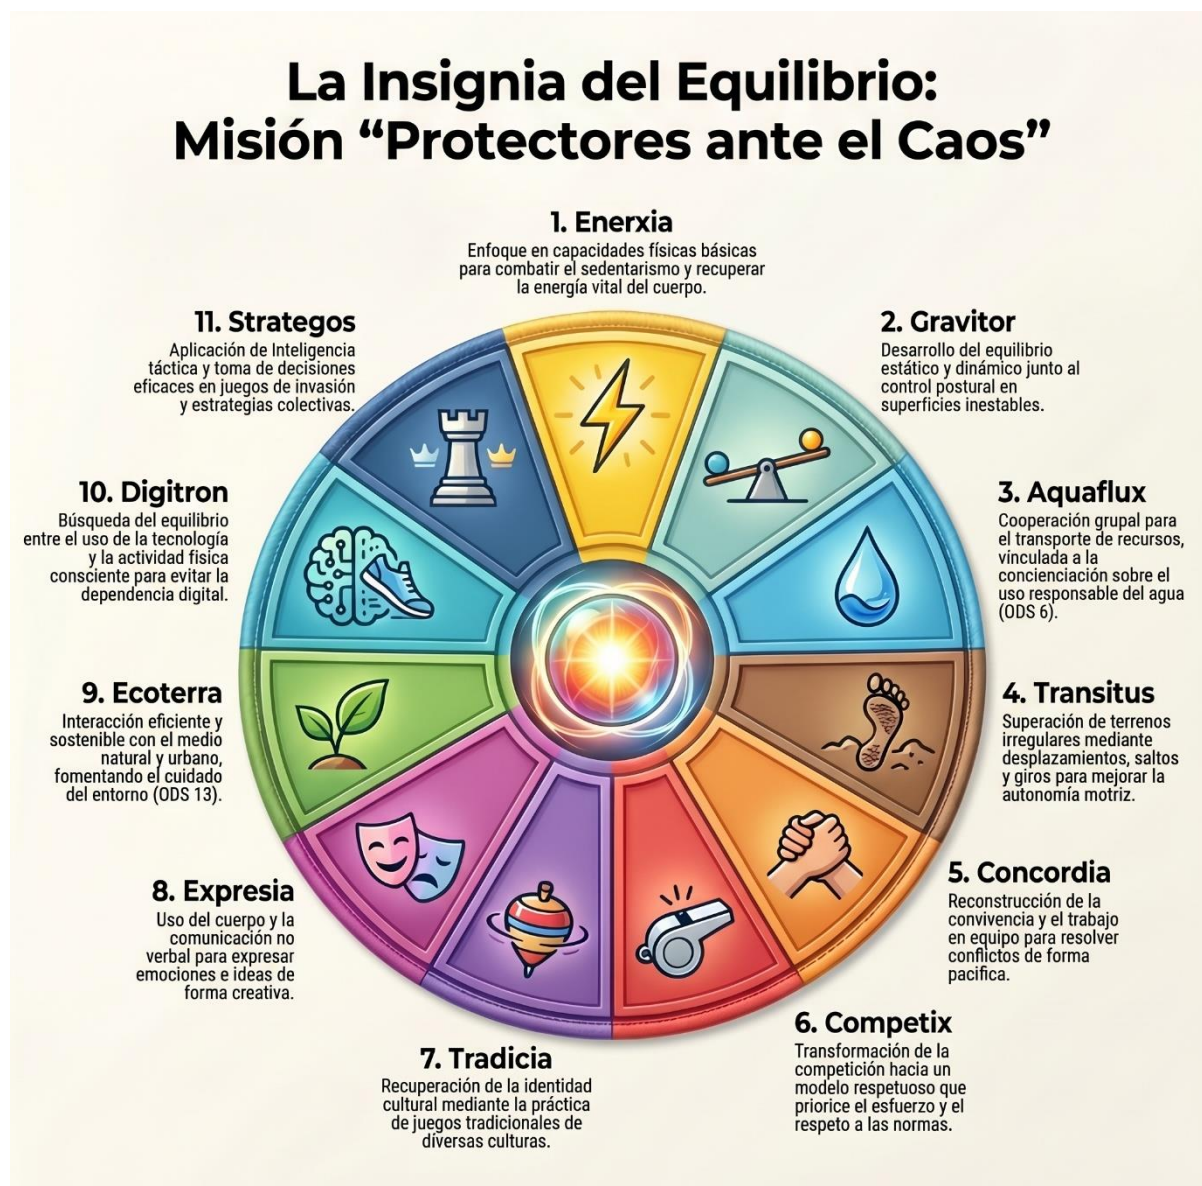 La Insignia del Equilibrio:
Misión “Protectores ante el Caos”
1. Enerxia
Enfoque en capacidades físicas básicas
para combatir el sedentarismo y recuperar
la energía vital del cuerpo.
2. Gravitor
Desarrollo del equilibrio
estático y dinámico junto al
control postural en
superficies inestables.
3. Aquaflux
Cooperación grupal para
el transporte de recursos,
vinculada a la
concienciación sobre el
uso responsable del agua
(ODS 6).
4. Transitus
Superación de terrenos
irregulares mediante
desplazamientos, saltos
y giros para mejorar la
autonomía motriz.
5. Concordia
Reconstrucción de la
convivencia y el trabajo
en equipo para resolver
conflictos de forma
pacifica.
6. Competix
Transformación de la
competición hacia un
modelo respetuoso que
priorice el esfuerzo y el
respeto a las normas.
7. Tradicia
Recuperación de la identidad
cultural mediante la práctica
de juegos tradicionales de
diversas culturas.
8. Expresia
Uso del cuerpo y la
comunicación no
verbal para expresar
emociones e ideas de
forma creativa.
9. Ecoterra
Interacción eficiente y
sostenible con el medio
natural y urbano,
fomentando el cuidado
del entorno (ODS 13).
10. Digitron
Búsqueda del equilibrio
entre el uso de la tecnología
y la actividad física
consciente para evitar la
dependencia digital.
11. Strategos
Aplicación de Inteligencia
táctica y toma de decisiones
eficaces en juegos de invasión
y estrategias colectivas.